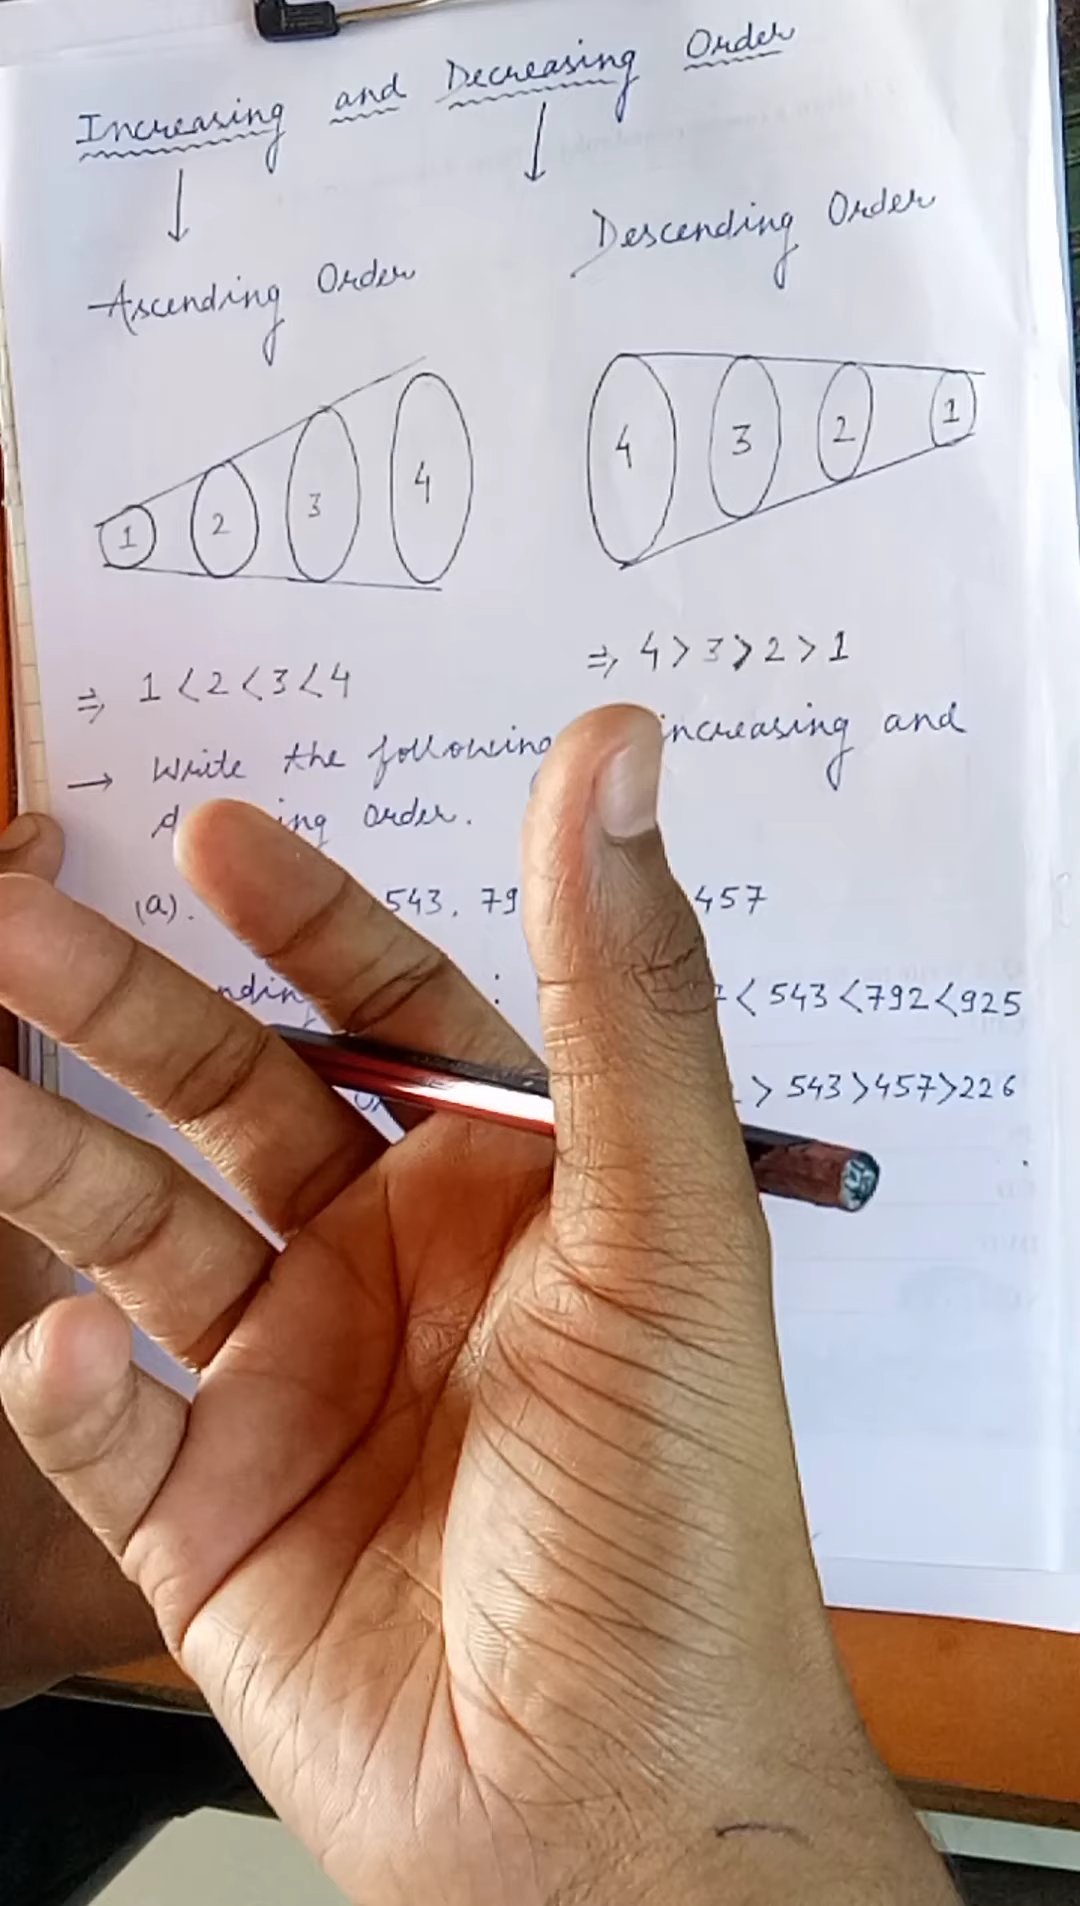 Increasing and Decreasing Order
Ascending Order
Descending Order
1 2 3 4
4 3 2 1
⇒ 1 < 2 < 3 < 4
⇒ 4 > 3 > 2 > 1
→ Write the following increasing and
order.
(a). 543, 457
: < 543 < 792 < 925
> 543 > 457 > 226